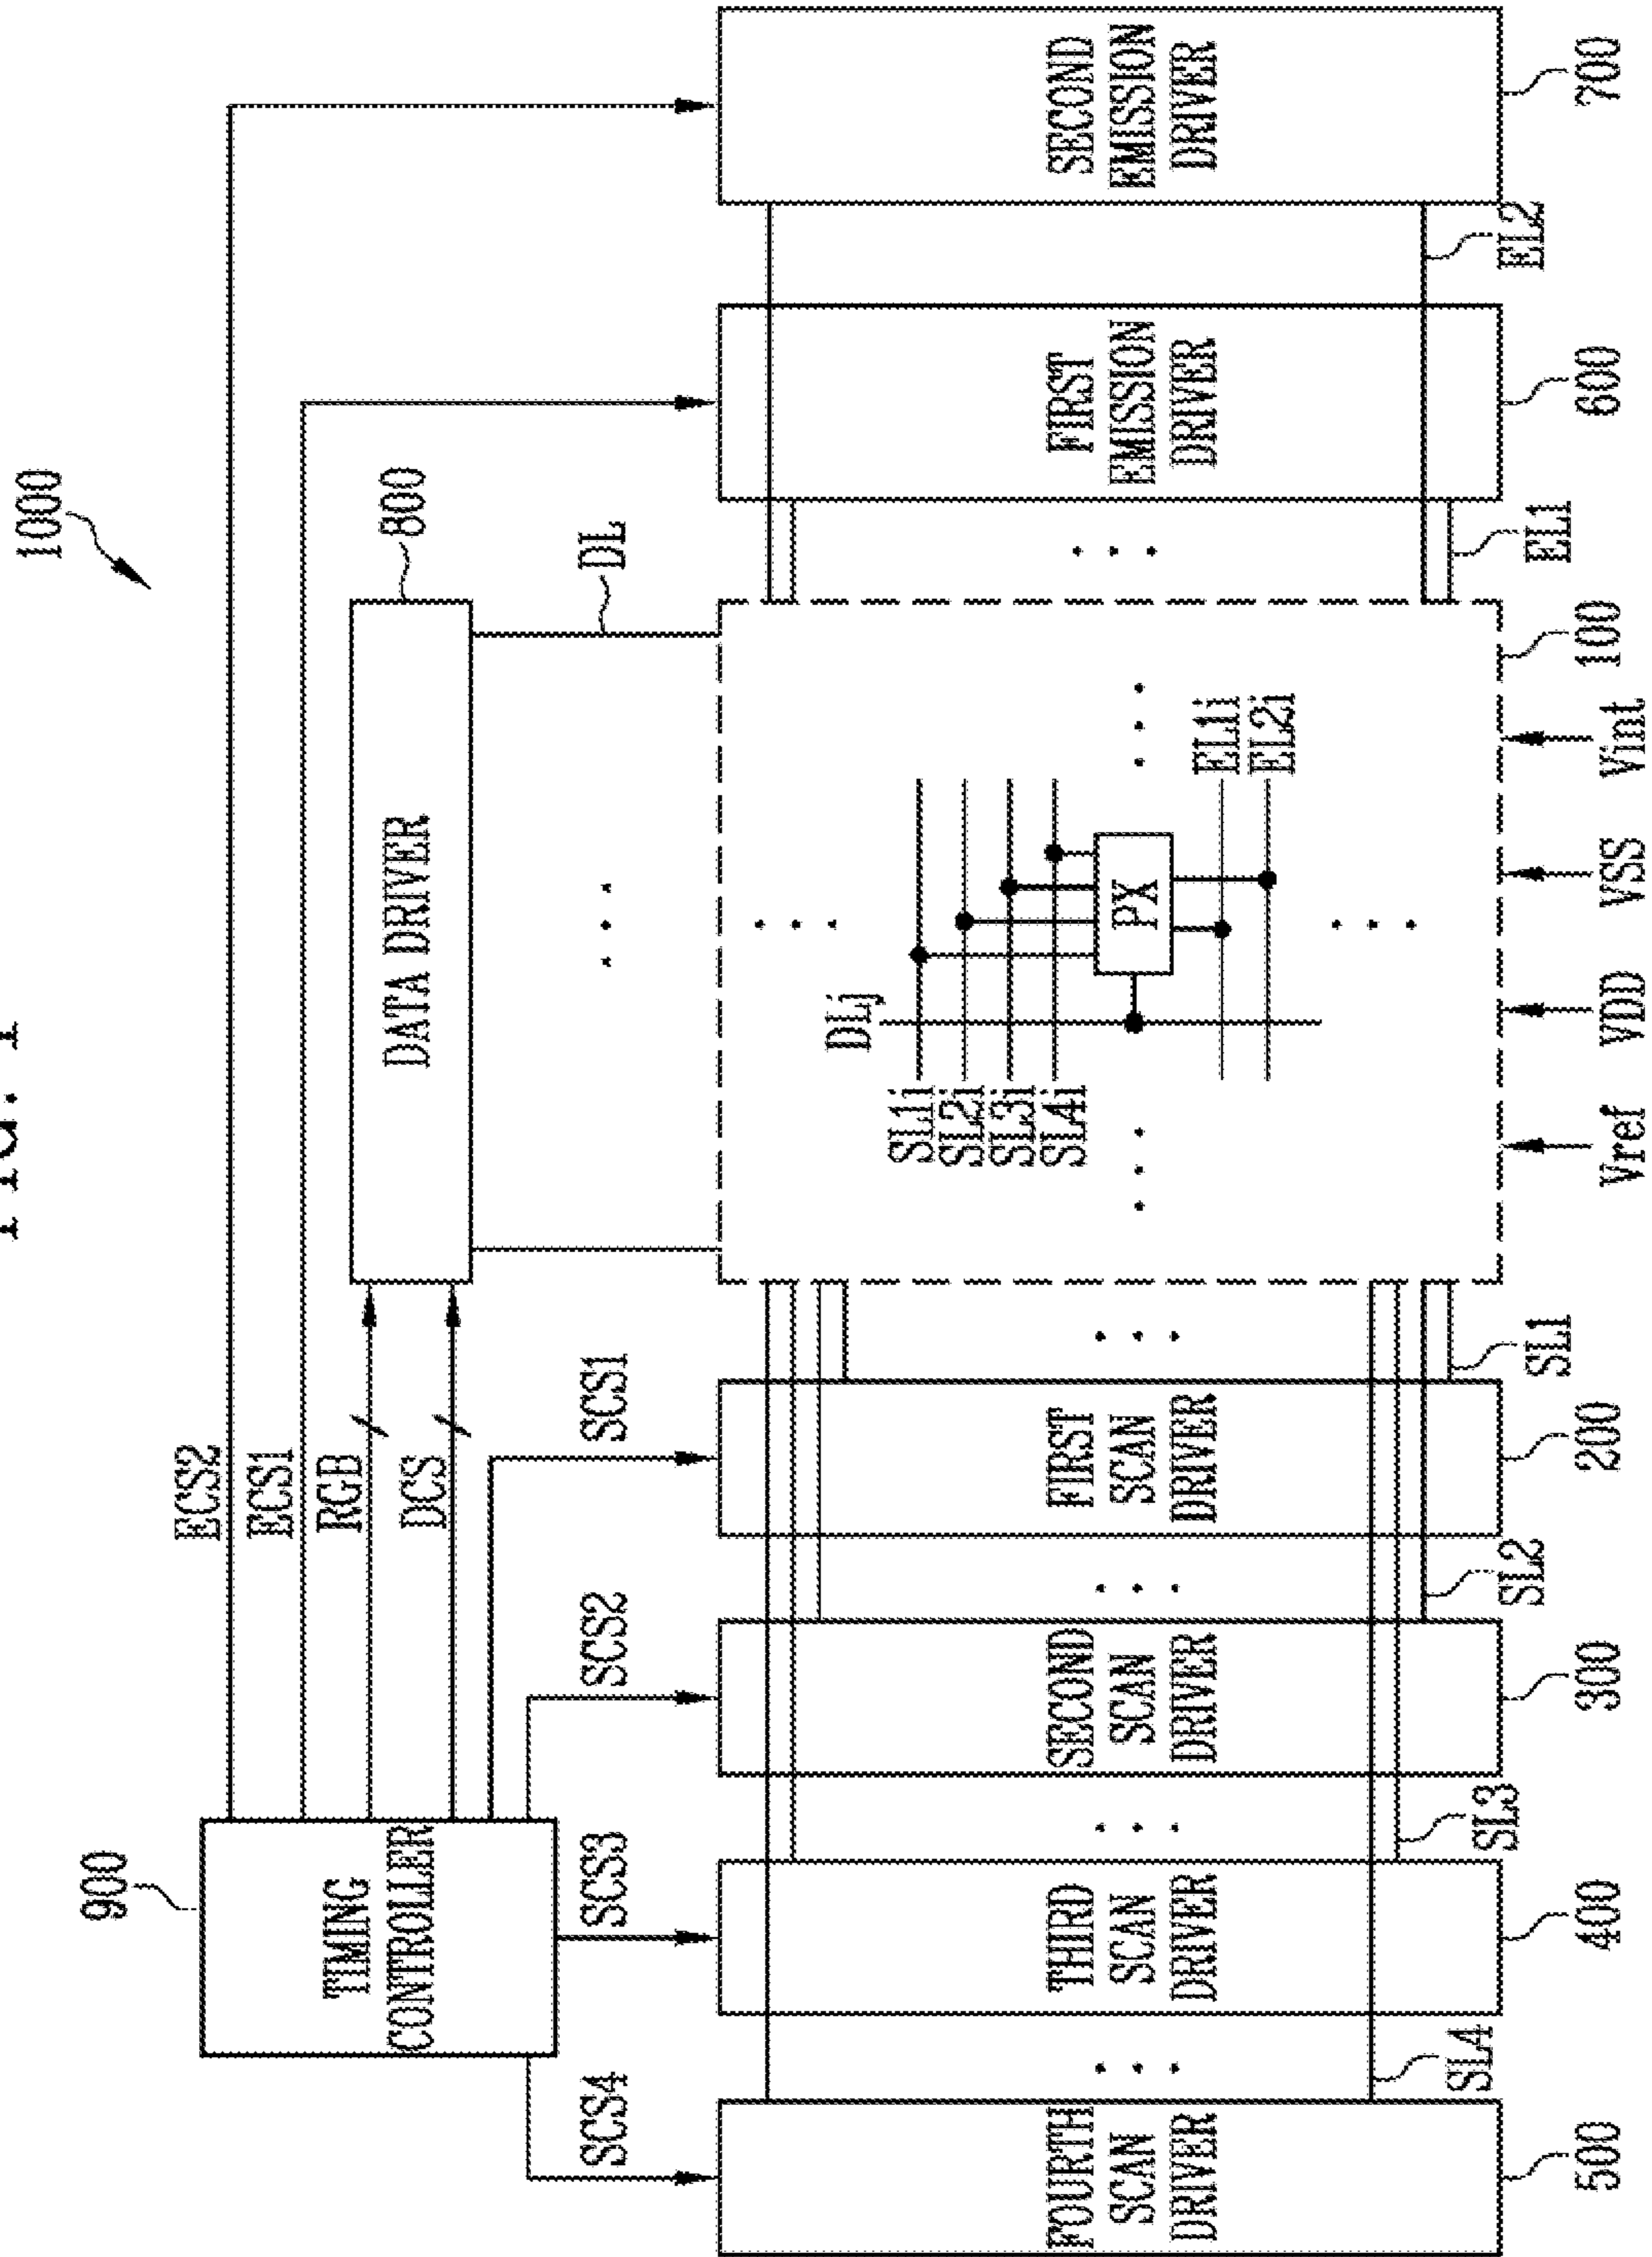 FIG. 1
1000
900
TIMING
CONTROLLER
ECS2
ECS1
RGB
DCS
DATA DRIVER
800
DL
SCS4
SCS3
SCS2
SCS1
FOURTH
SCAN
DRIVER
THIRD
SCAN
DRIVER
SECOND
SCAN
DRIVER
FIRST
SCAN
DRIVER
DLj
SL1i
SL2i
SL3i
SL4i
PX
EL1i
EL2i
FIRST
EMISSION
DRIVER
SECOND
EMISSION
DRIVER
SL4
SL3
SL2
SL1
EL1
EL2
500
400
300
200
100
600
700
Vref
VDD
VSS
Vint